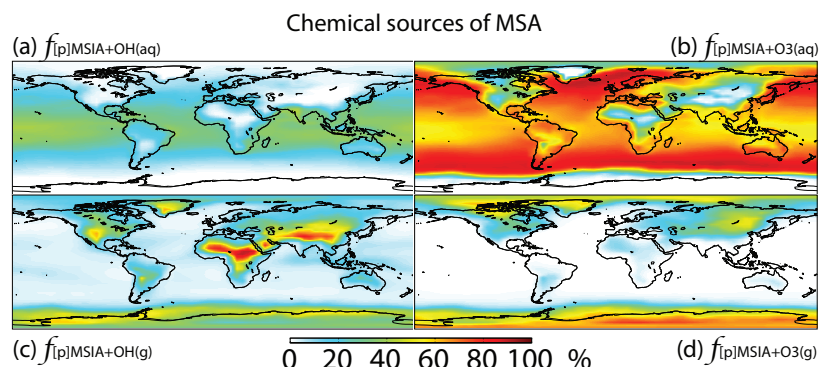 Chemical sources of MSA
(a) f[p]MSIA+OH(aq)
(b) f[p]MSIA+O3(aq)
(c) f[p]MSIA+OH(g)
0 20 40 60 80 100 %
(d) f[p]MSIA+O3(g)